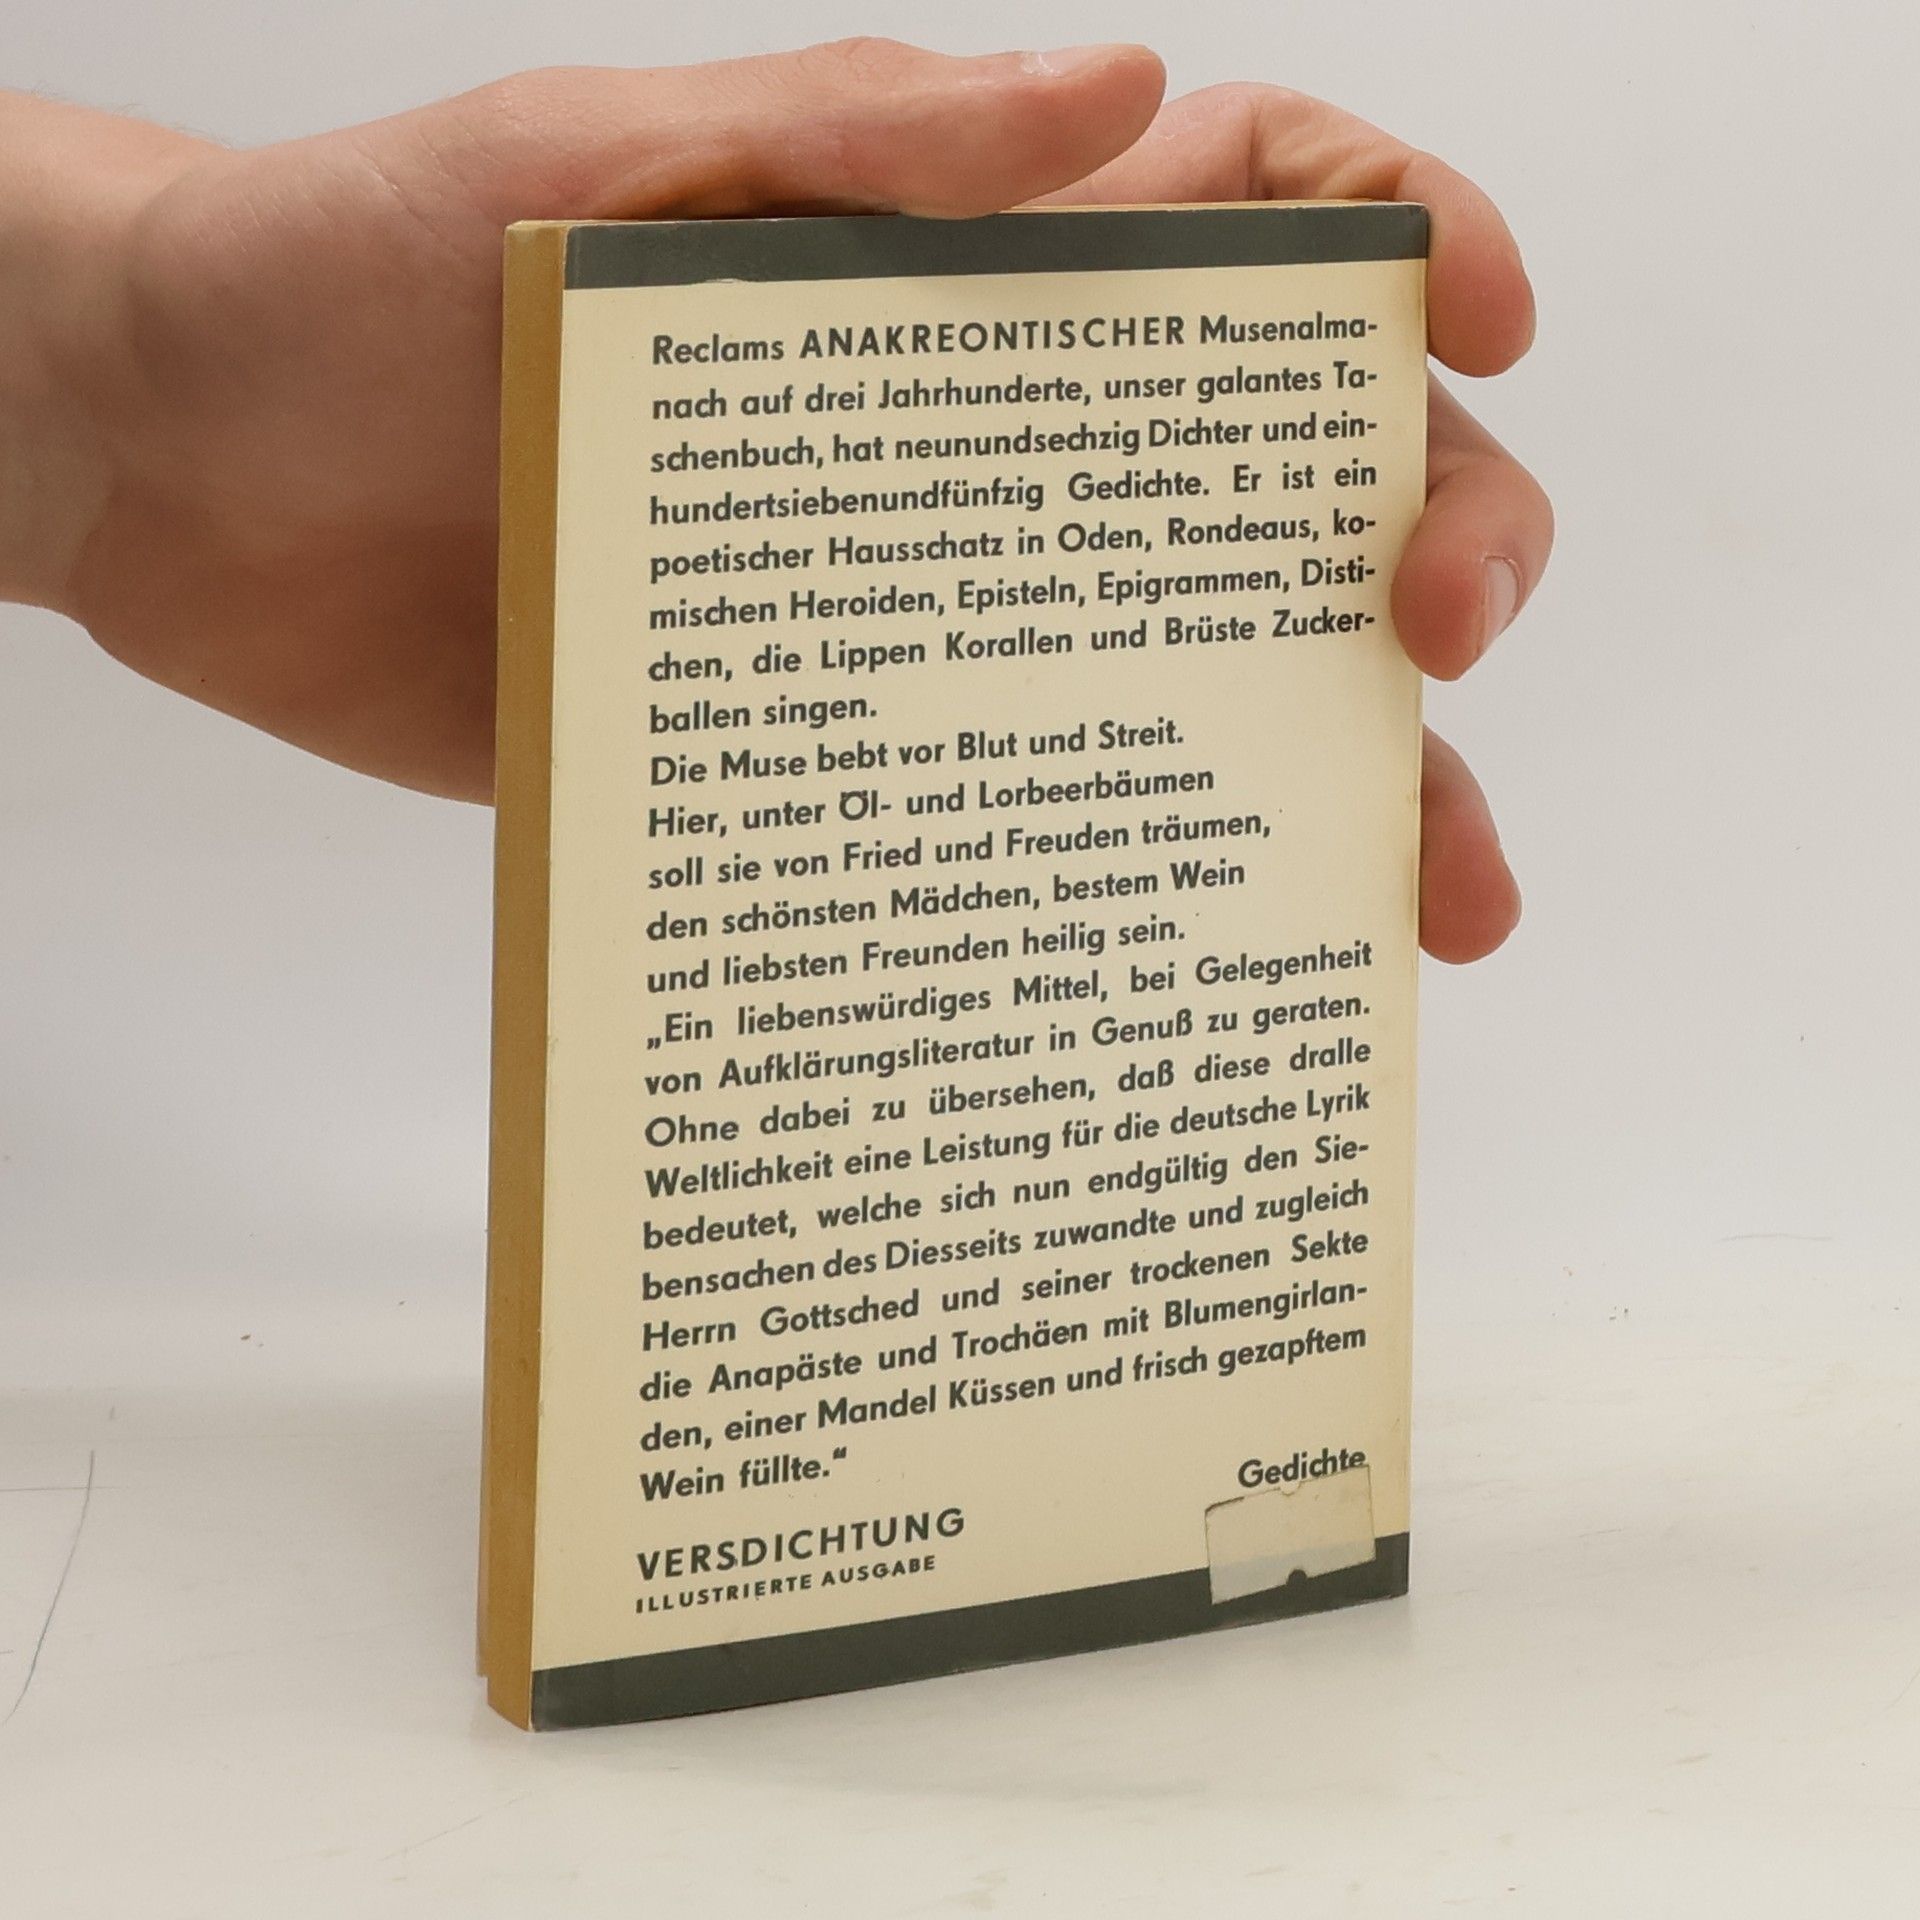 Reclams ANAKREONTISCHER Musenalma-
nach auf drei Jahrhunderte, unser galantes Ta-
schenbuch, hat neunundsechzig Dichter und ein-
hundertsiebenundfünfzig Gedichte. Er ist ein
poetischer Hausschatz in Oden, Rondeaus, ko-
mischen Heroiden, Episteln, Epigrammen, Disti-
chen, die Lippen Korallen und Brüste Zucker-
ballen singen.
Die Muse bebt vor Blut und Streit.
Hier, unter Öl- und Lorbeerbäumen
soll sie von Fried und Freuden träumen,
den schönsten Mädchen, bestem Wein
und liebsten Freunden heilig sein.
„Ein liebenswürdiges Mittel, bei Gelegenheit
von Aufklärungsliteratur in Genuß zu geraten.
Ohne dabei zu übersehen, daß diese dralle
Weltlichkeit eine Leistung für die deutsche Lyrik
bedeutet, welche sich nun endgültig den Sie-
bensachen des Diesseits zuwandte und zugleich
Herrn Gottsched und seiner trockenen Sekte
die Anapäste und Trochäen mit Blumengirlan-
den, einer Mandel Küssen und frisch gezapftem
Wein füllte.“
Gedichte
VERSDICHTUNG
ILLUSTRIERTE AUSGABE